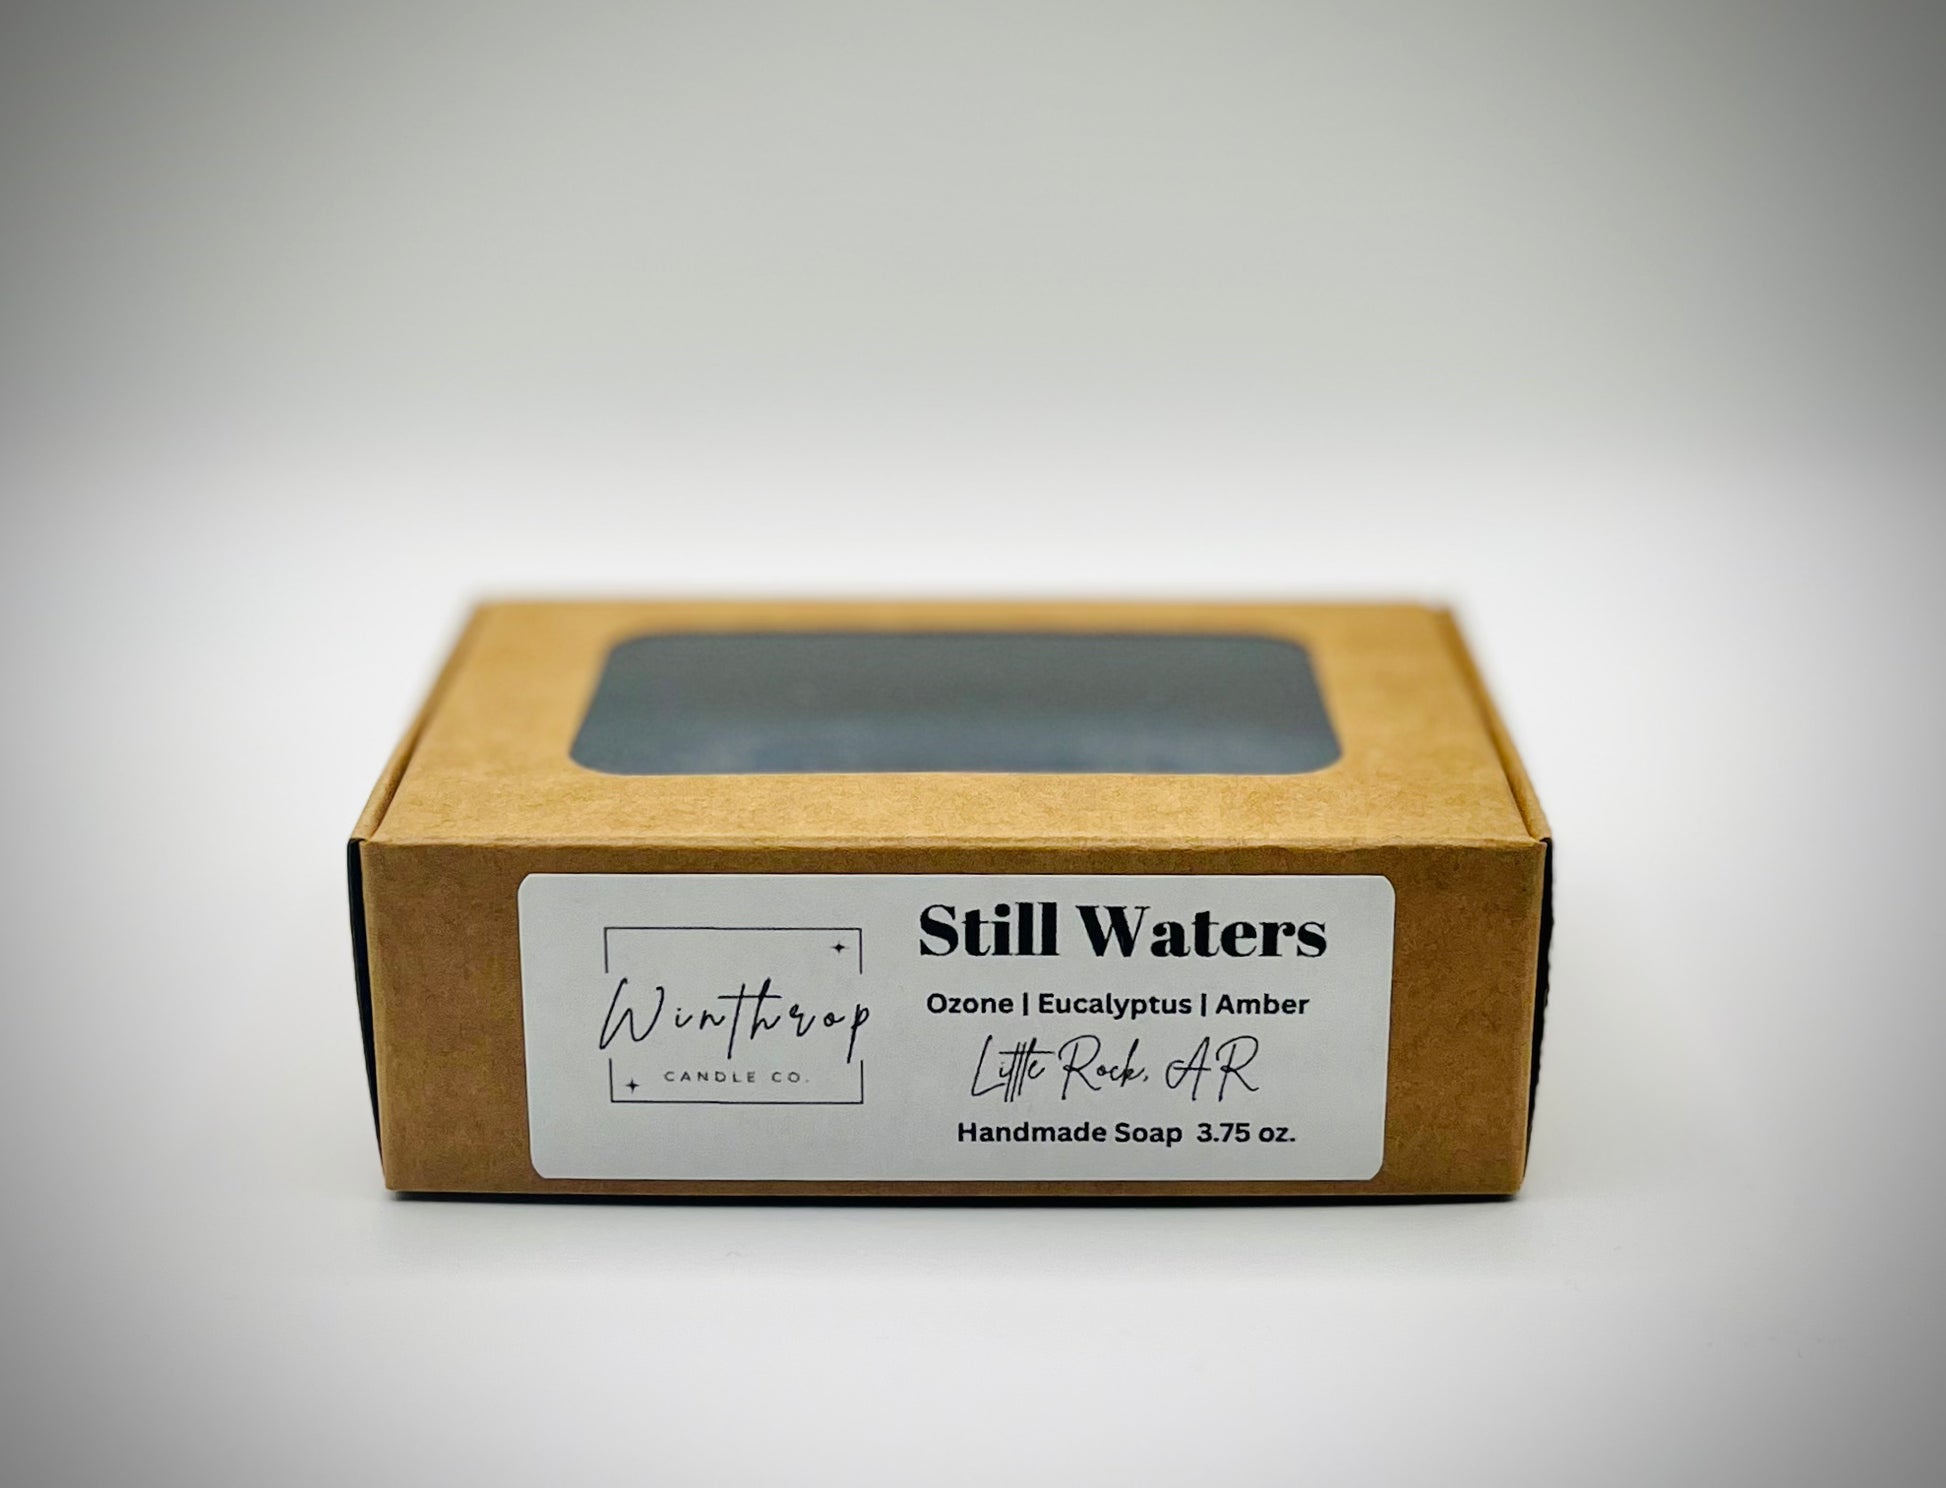 Winthrop
CANDLE CO.
Still Waters
Ozone | Eucalyptus | Amber
Little Rock, AR
Handmade Soap 3.75 oz.